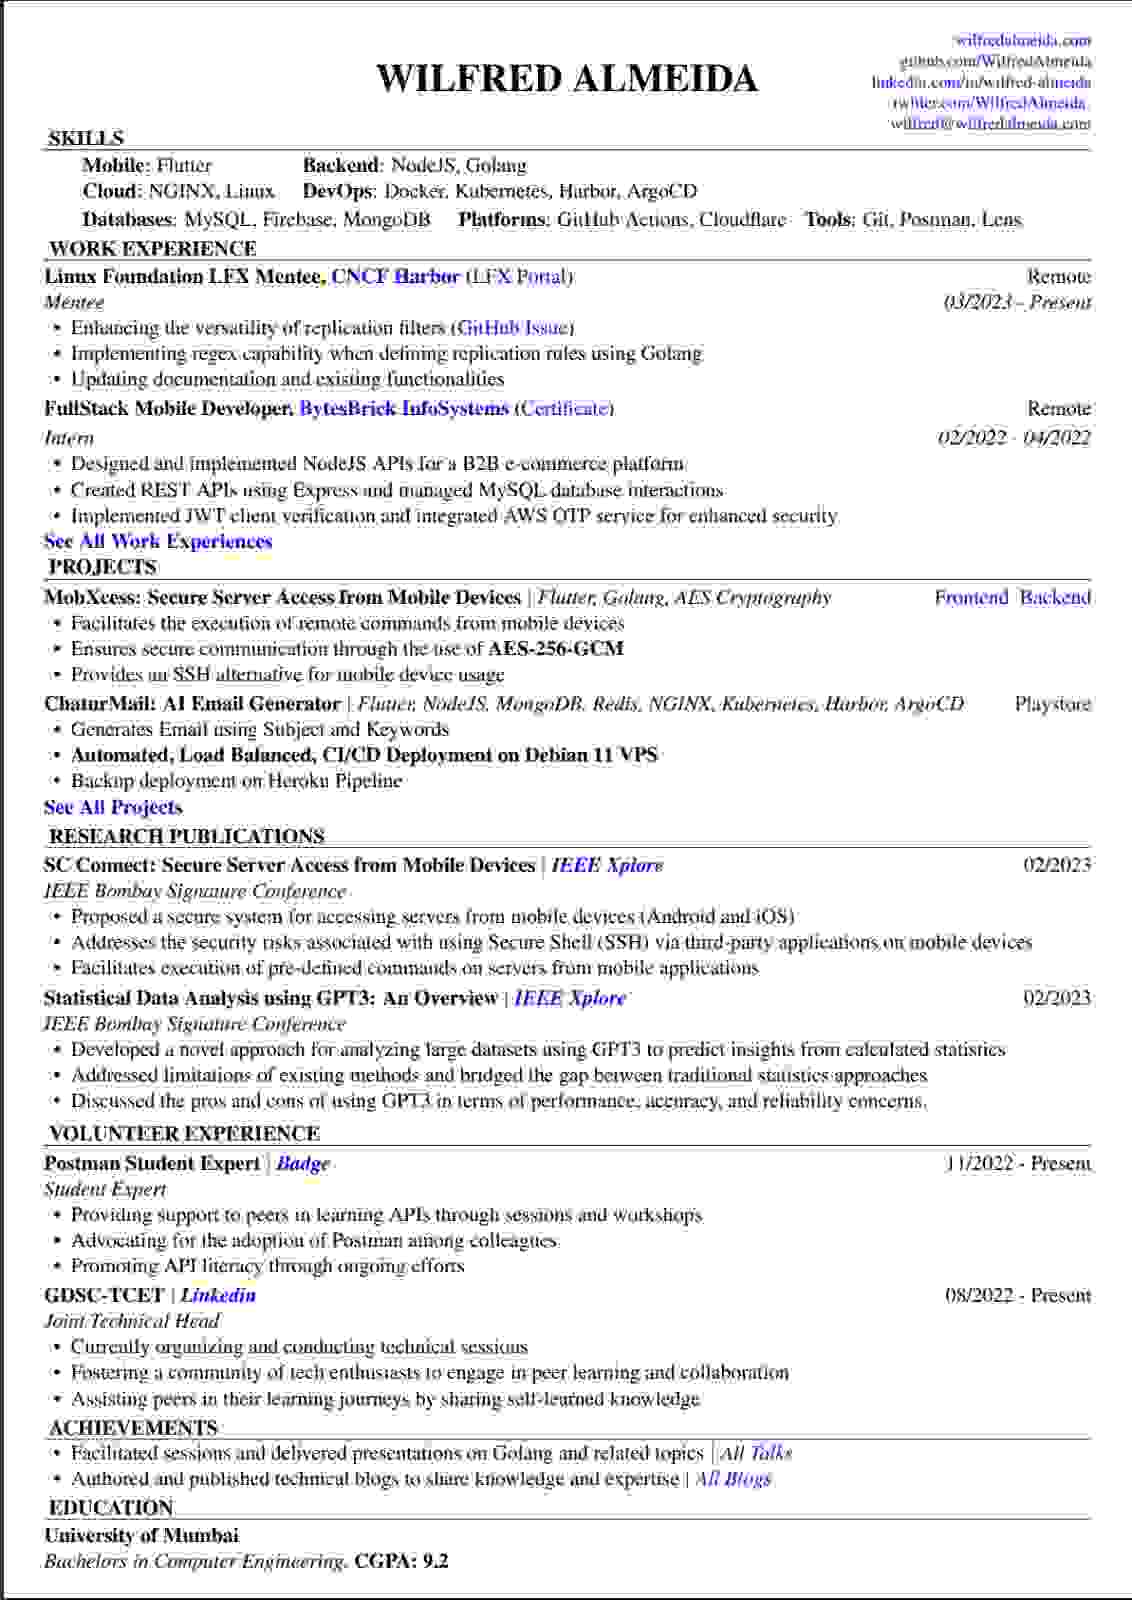 wilfredalmeida.com
github.com/WilfredAlmeida
linkedin.com/in/wilfred-almeida
twitter.com/WilfredAlmeida
wilfred@wilfredalmeida.com
WILFRED ALMEIDA
SKILLS
Mobile: Flutter Backend: NodeJS, Golang
Cloud: NGINX, Linux DevOps: Docker, Kubernetes, Harbor, ArgoCD
Databases: MySQL, Firebase, MongoDB Platforms: GitHub Actions, Cloudflare Tools: Git, Postman, Lens
WORK EXPERIENCE
Linux Foundation LFX Mentee, CNCF Harbor (LFX Portal) Remote
Mentee 03/2023 - Present
• Enhancing the versatility of replication filters (GitHub Issue)
• Implementing regex capability when defining replication rules using Golang
• Updating documentation and existing functionalities
FullStack Mobile Developer, BytesBrick InfoSystems (Certificate) Remote
Intern 02/2022 - 04/2022
• Designed and implemented NodeJS APIs for a B2B e-commerce platform
• Created REST APIs using Express and managed MySQL database interactions
• Implemented JWT client verification and integrated AWS OTP service for enhanced security
See All Work Experiences
PROJECTS
MobXcess: Secure Server Access from Mobile Devices | Flutter, Golang, AES Cryptography Frontend Backend
• Facilitates the execution of remote commands from mobile devices
• Ensures secure communication through the use of AES-256-GCM
• Provides an SSH alternative for mobile device usage
ChaturMail: AI Email Generator | Flutter, NodeJS, MongoDB, Redis, NGINX, Kubernetes, Harbor, ArgoCD Playstore
• Generates Email using Subject and Keywords
• Automated, Load Balanced, CI/CD Deployment on Debian 11 VPS
• Backup deployment on Heroku Pipeline
See All Projects
RESEARCH PUBLICATIONS
SC Connect: Secure Server Access from Mobile Devices | IEEE Xplore 02/2023
IEEE Bombay Signature Conference
• Proposed a secure system for accessing servers from mobile devices (Android and iOS)
• Addresses the security risks associated with using Secure Shell (SSH) via third-party applications on mobile devices
• Facilitates execution of pre-defined commands on servers from mobile applications
Statistical Data Analysis using GPT3: An Overview | IEEE Xplore 02/2023
IEEE Bombay Signature Conference
• Developed a novel approach for analyzing large datasets using GPT3 to predict insights from calculated statistics
• Addressed limitations of existing methods and bridged the gap between traditional statistics approaches
• Discussed the pros and cons of using GPT3 in terms of performance, accuracy, and reliability concerns.
VOLUNTEER EXPERIENCE
Postman Student Expert | Badge 11/2022 - Present
Student Expert
• Providing support to peers in learning APIs through sessions and workshops
• Advocating for the adoption of Postman among colleagues
• Promoting API literacy through ongoing efforts
GDSC-TCET | Linkedin 08/2022 - Present
Joint Technical Head
• Currently organizing and conducting technical sessions
• Fostering a community of tech enthusiasts to engage in peer learning and collaboration
• Assisting peers in their learning journeys by sharing self-learned knowledge
ACHIEVEMENTS
• Facilitated sessions and delivered presentations on Golang and related topics | All Talks
• Authored and published technical blogs to share knowledge and expertise | All Blogs
EDUCATION
University of Mumbai
Bachelors in Computer Engineering. CGPA: 9.2